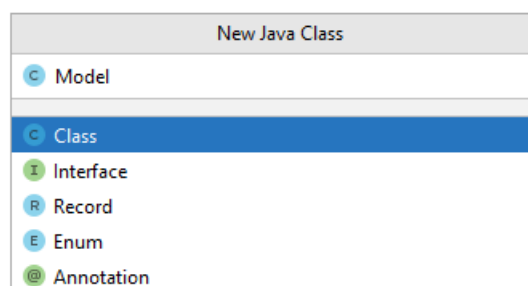 New Java Class
C Model
C Class
I Interface
R Record
E Enum
@ Annotation